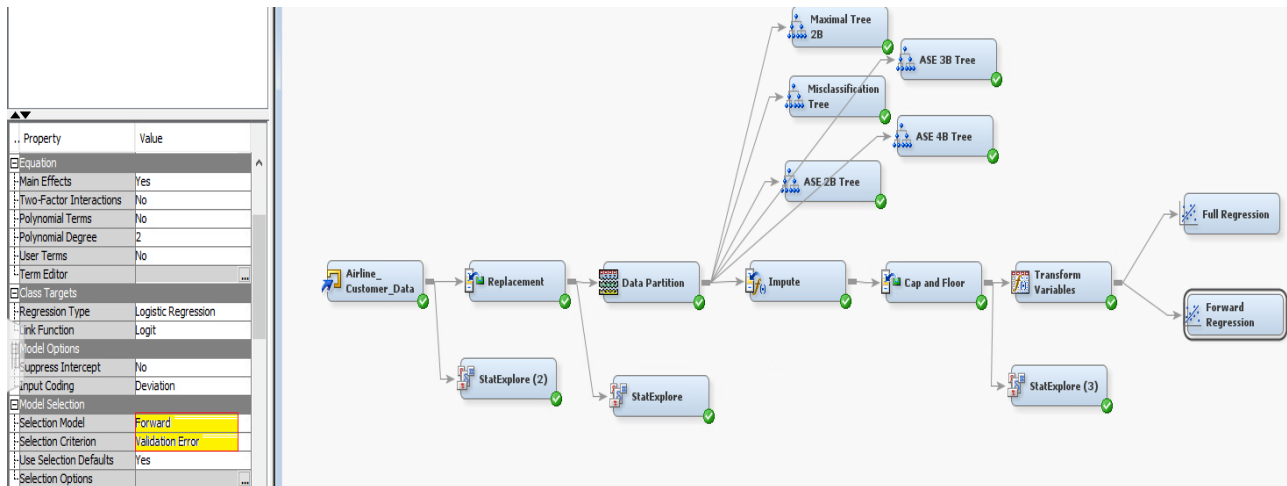 .. Property Value
Equation
Main Effects Yes
Two-Factor Interactions No
Polynomial Terms No
Polynomial Degree 2
User Terms No
Term Editor ...
Class Targets
Regression Type Logistic Regression
Link Function Logit
Model Options
Suppress Intercept No
Input Coding Deviation
Model Selection
Selection Model Forward
Selection Criterion Validation Error
Use Selection Defaults Yes
Selection Options ...
Maximal Tree
2B
ASE 3B Tree
Misclassification
Tree
ASE 4B Tree
ASE 2B Tree
Full Regression
Airline_
Customer_Data
Replacement
Data Partition
Impute
Cap and Floor
Transform
Variables
Forward
Regression
StatExplore (2)
StatExplore
StatExplore (3)